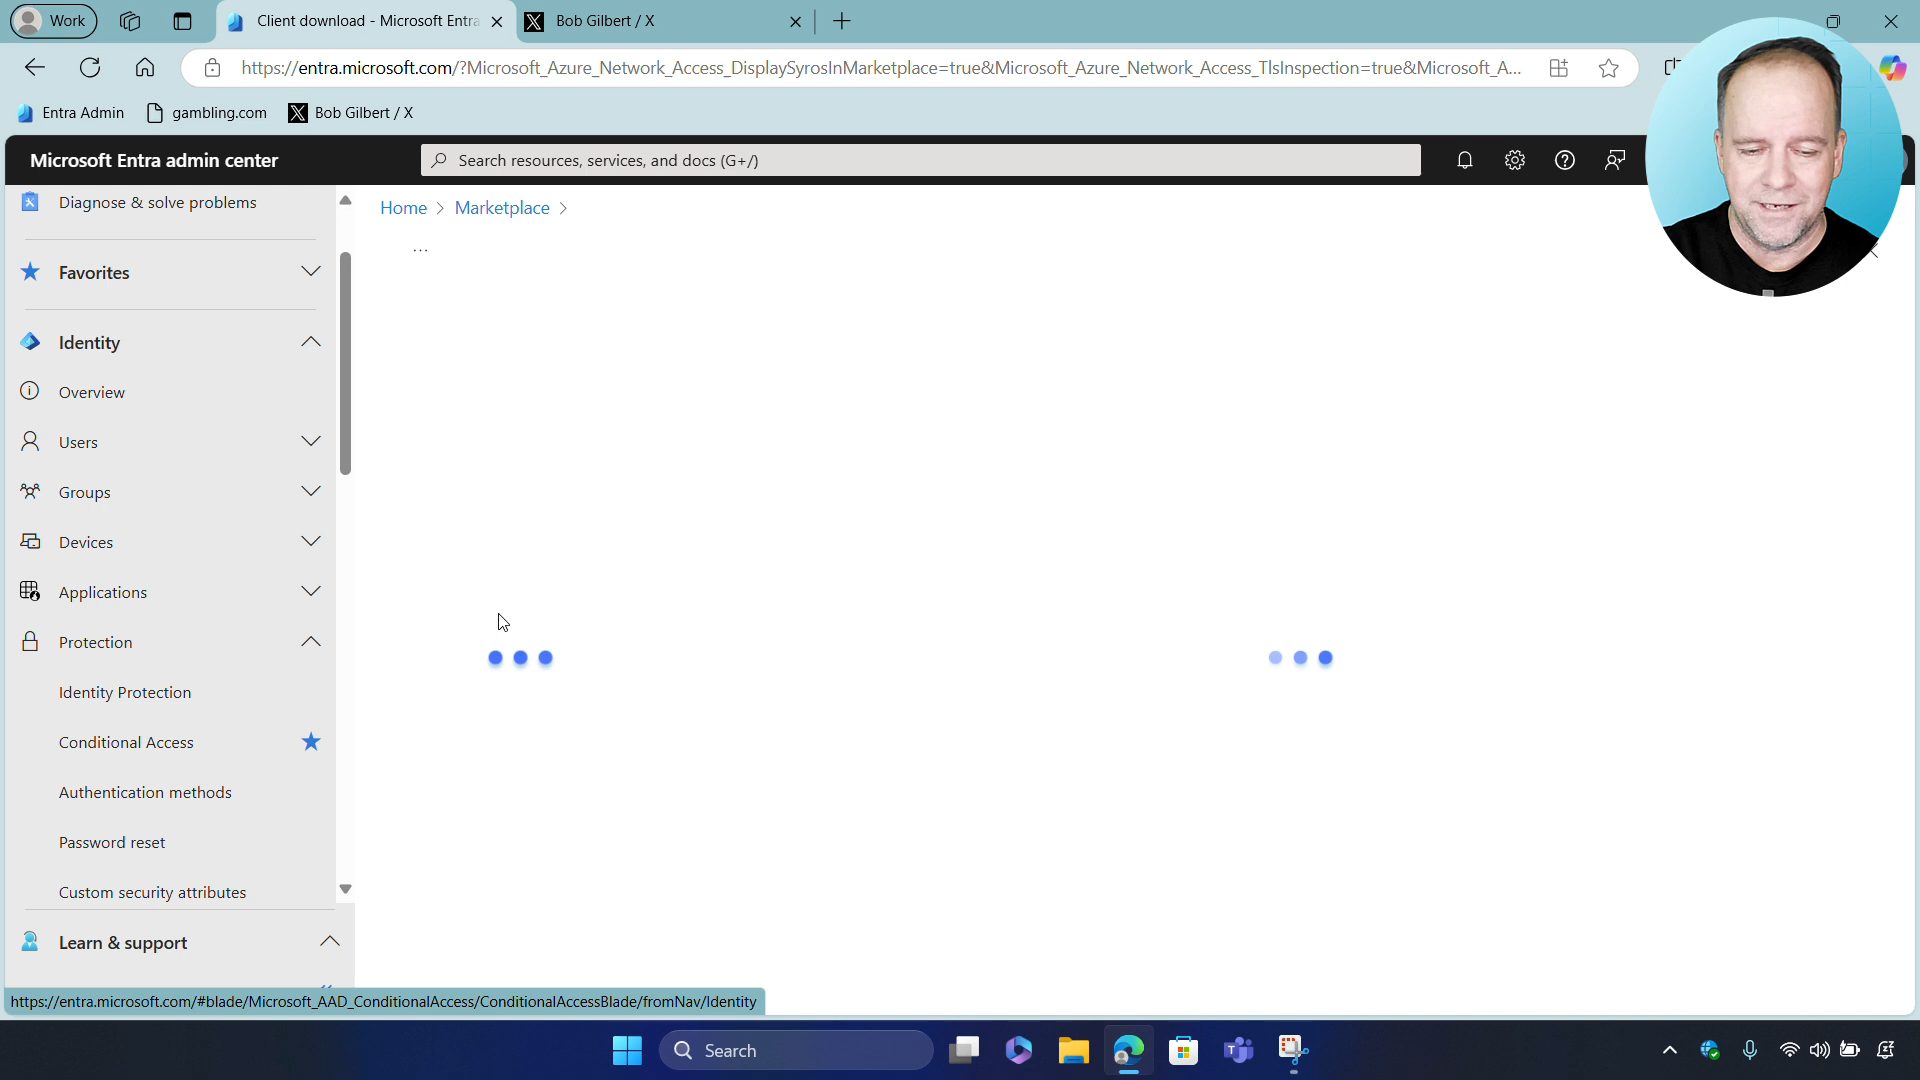 Work
Client download - Microsoft Entra
Bob Gilbert / X
https://entra.microsoft.com/?Microsoft_Azure_Network_Access_DisplaySyrosInMarketplace=true&Microsoft_Azure_Network_Access_TlsInspection=true&Microsoft_A...
Entra Admin
gambling.com
Bob Gilbert / X
Microsoft Entra admin center
Search resources, services, and docs (G+/)
Diagnose & solve problems
Home > Marketplace >
...
Favorites
Identity
Overview
Users
Groups
Devices
Applications
Protection
Identity Protection
Conditional Access
Authentication methods
Password reset
Custom security attributes
Learn & support
https://entra.microsoft.com/#blade/Microsoft_AAD_ConditionalAccess/ConditionalAccessBlade/fromNav/Identity
Search